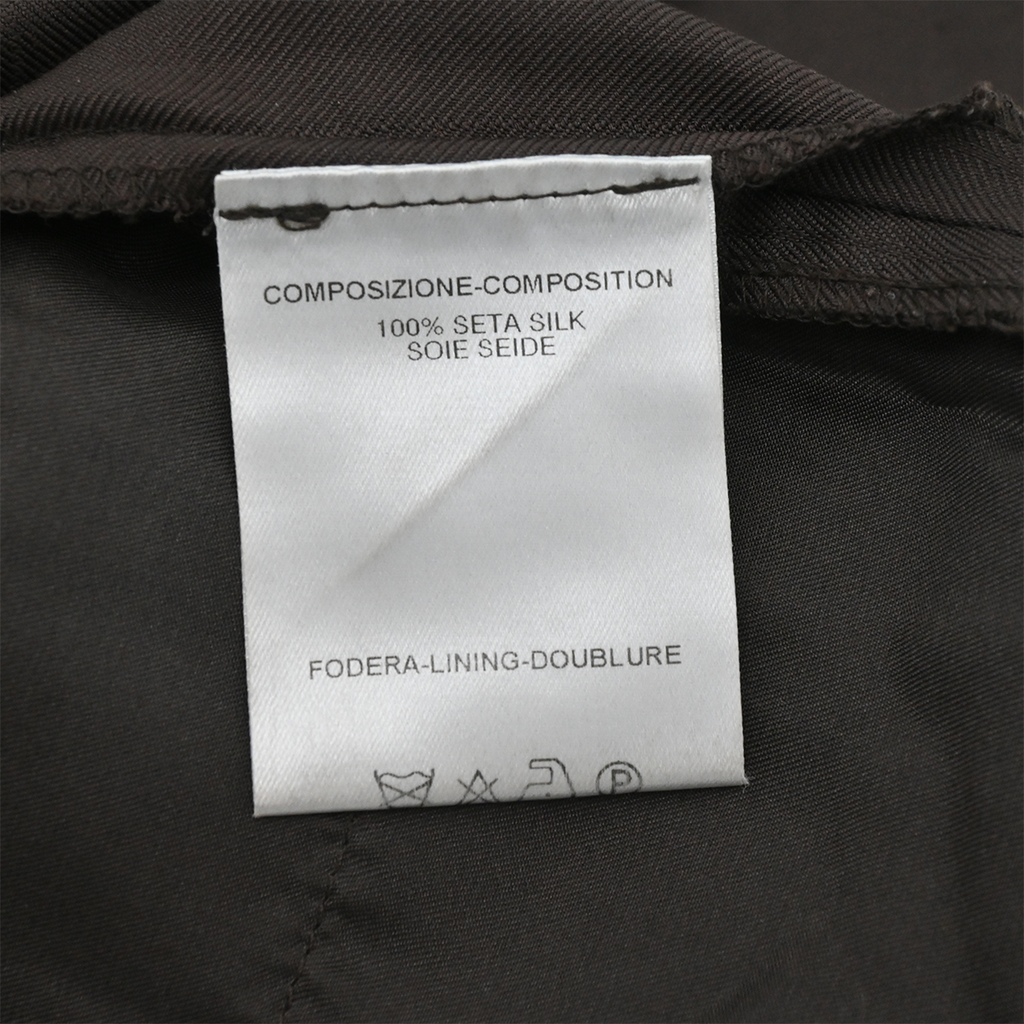 COMPOSIZIONE-COMPOSITION
100% SETA SILK
SOIE SEIDE
FODERA-LINING-DOUBLURE
P